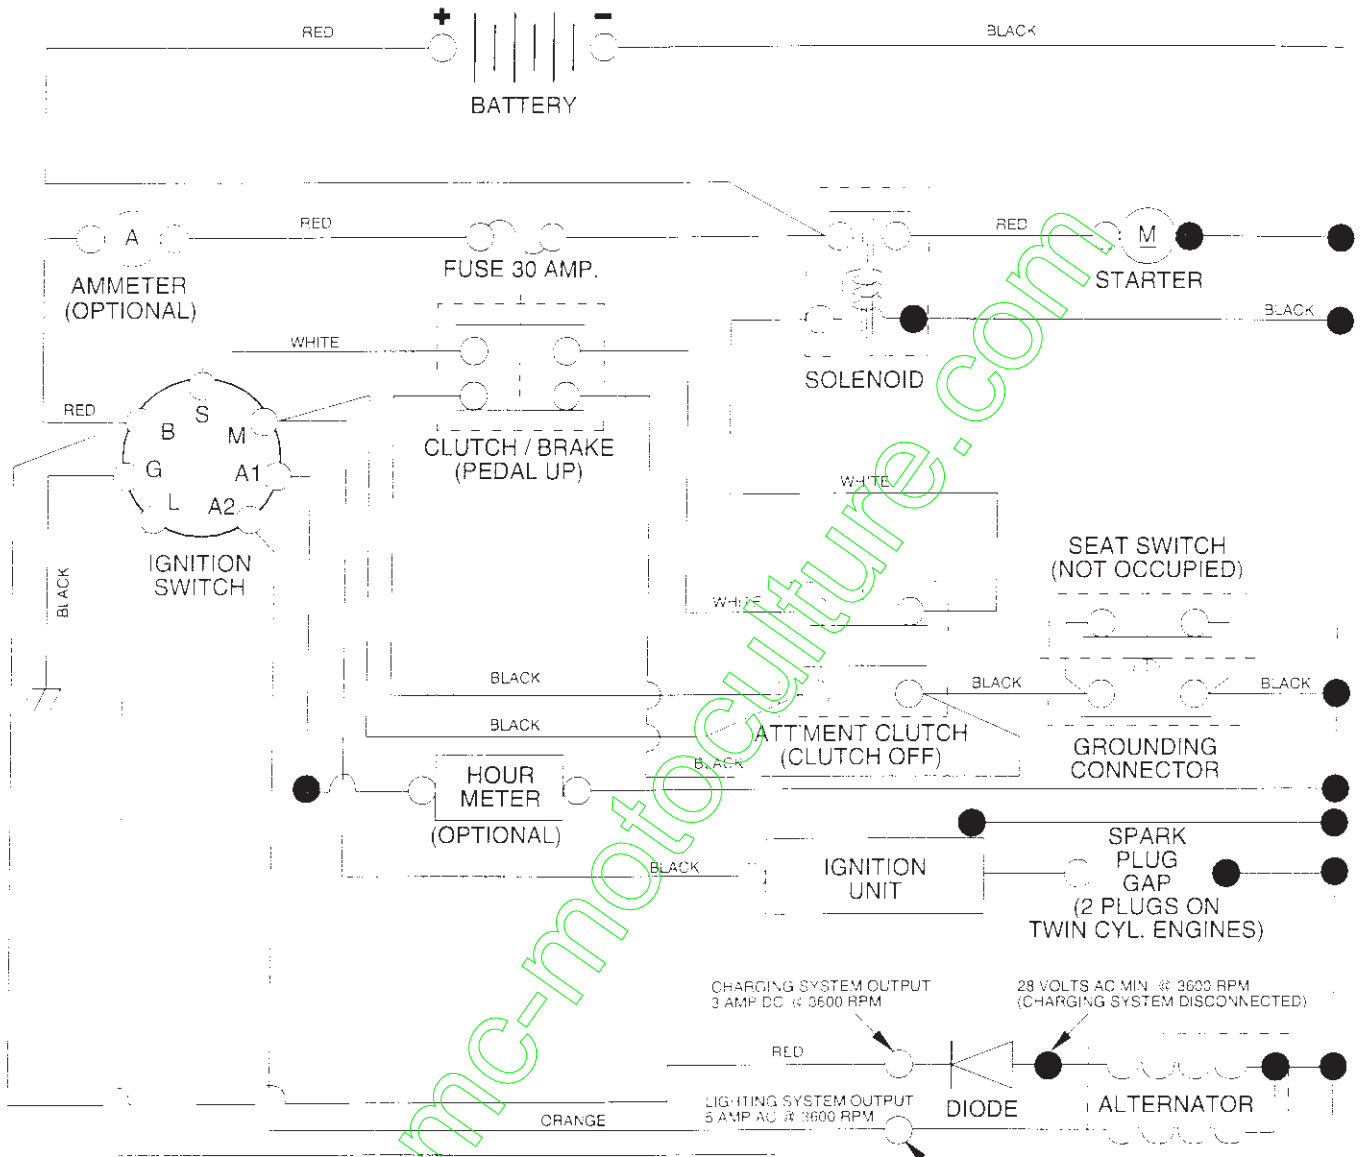 + −
RED
BLACK
BATTERY
RED
RED
A
M
FUSE 30 AMP.
STARTER
AMMETER
(OPTIONAL)
BLACK
WHITE
SOLENOID
RED
S
B
M
CLUTCH / BRAKE
(PEDAL UP)
G
A1
L
A2
WHITE
IGNITION
SWITCH
SEAT SWITCH
(NOT OCCUPIED)
BLACK
WHITE
BLACK
BLACK
BLACK
BLACK
ATT'MENT CLUTCH
(CLUTCH OFF)
GROUNDING
CONNECTOR
BLACK
HOUR
METER
(OPTIONAL)
BLACK
IGNITION
UNIT
SPARK
PLUG
GAP
(2 PLUGS ON
TWIN CYL. ENGINES)
CHARGING SYSTEM OUTPUT
3 AMP DC @ 3600 RPM
28 VOLTS AC MIN. @ 3600 RPM
(CHARGING SYSTEM DISCONNECTED)
RED
DIODE
ALTERNATOR
LIGHTING SYSTEM OUTPUT
5 AMP AC @ 3600 RPM
ORANGE
mc-motoculture.com